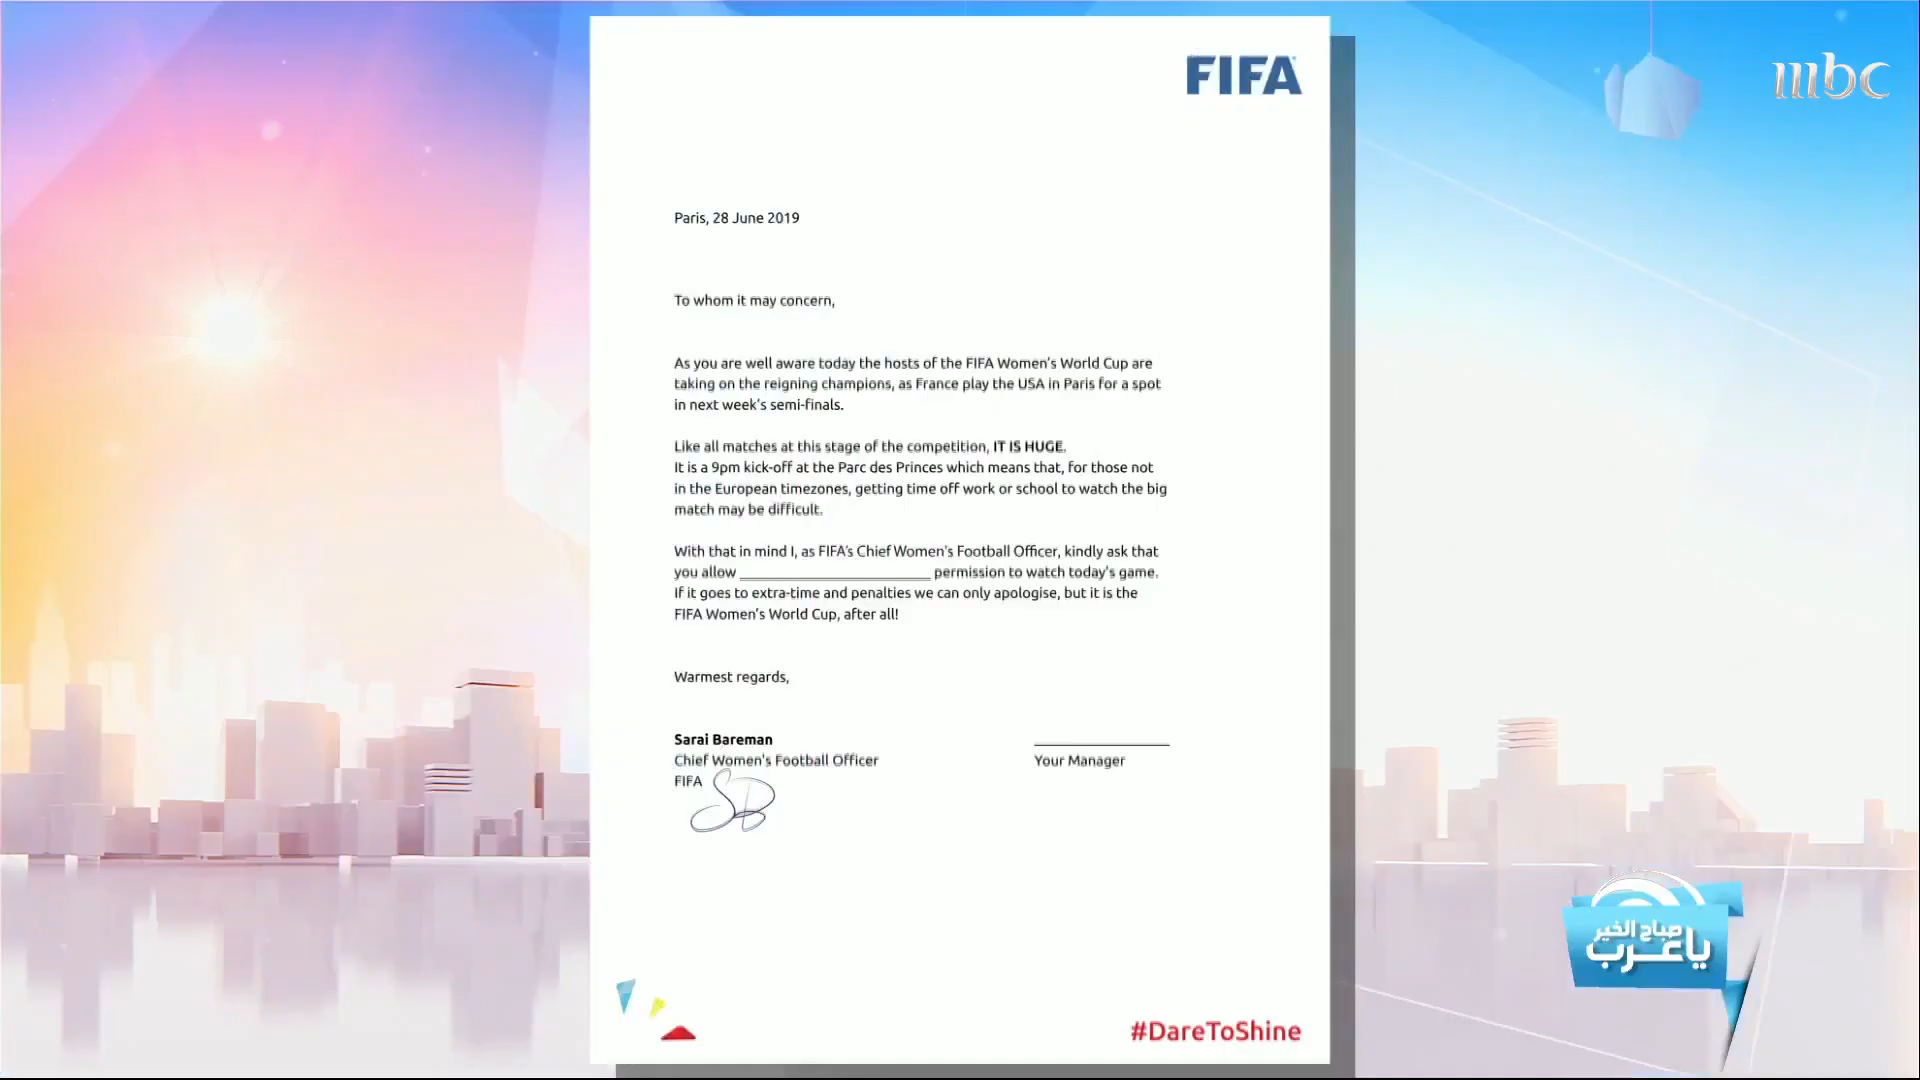 FIFA
mbc
Paris, 28 June 2019
To whom it may concern,
As you are well aware today the hosts of the FIFA Women's World Cup are
taking on the reigning champions, as France play the USA in Paris for a spot
in next week's semi-finals.
Like all matches at this stage of the competition, IT IS HUGE.
It is a 9pm kick-off at the Parc des Princes which means that, for those not
in the European timezones, getting time off work or school to watch the big
match may be difficult.
With that in mind I, as FIFA's Chief Women's Football Officer, kindly ask that
you allow ________________________ permission to watch today's game.
If it goes to extra-time and penalties we can only apologise, but it is the
FIFA Women's World Cup, after all!
Warmest regards,
Sarai Bareman
Chief Women's Football Officer
Your Manager
FIFA
SB
صباح الخير
ياعرب
#DareToShine